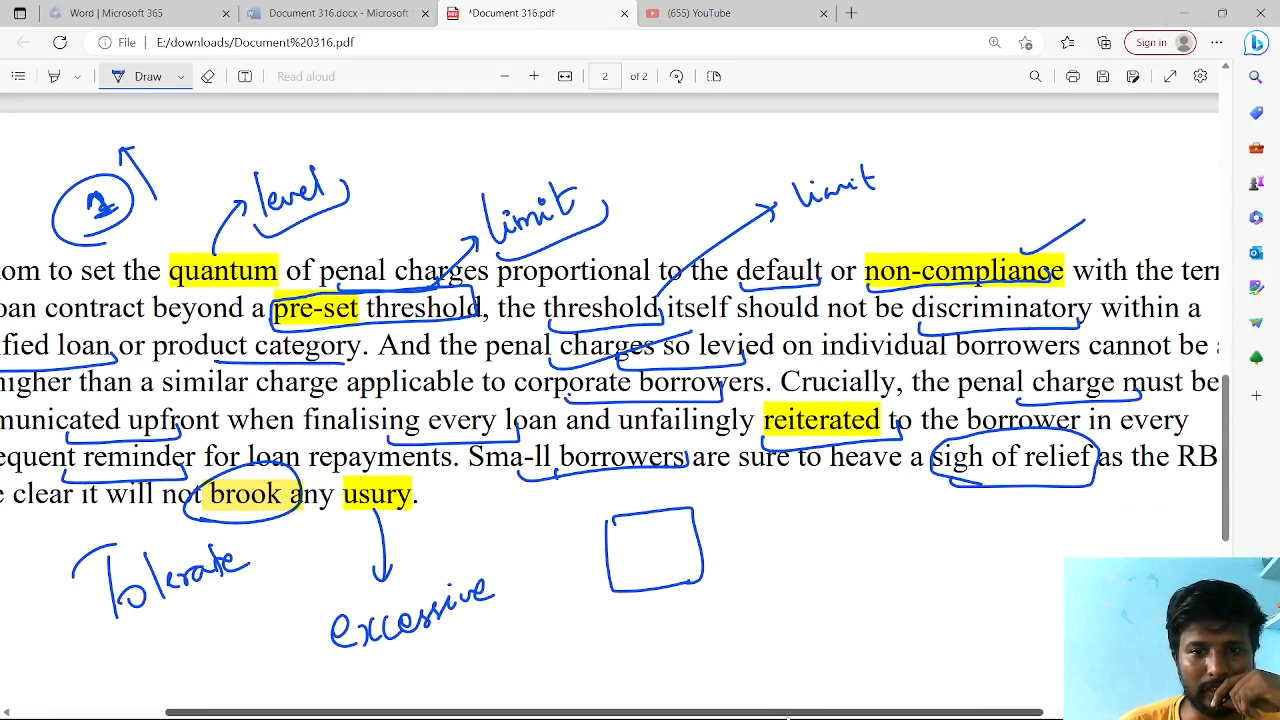 Word | Microsoft 365
Document 316.docx - Microsoft
*Document 316.pdf
(655) YouTube
File
E:/downloads/Document%20316.pdf
Sign in
Draw
Read aloud
2
of 2
level
limit
limit
om to set the quantum of penal charges proportional to the default or non-compliance with the terr
oan contract beyond a pre-set threshold, the threshold itself should not be discriminatory within a
ified loan or product category. And the penal charges so levied on individual borrowers cannot be a
higher than a similar charge applicable to corporate borrowers. Crucially, the penal charge must be
municated upfront when finalising every loan and unfailingly reiterated to the borrower in every
equent reminder for loan repayments. Sma-ll borrowers are sure to heave a sigh of relief as the RB
e clear it will not brook any usury.
Tolerate
excessive